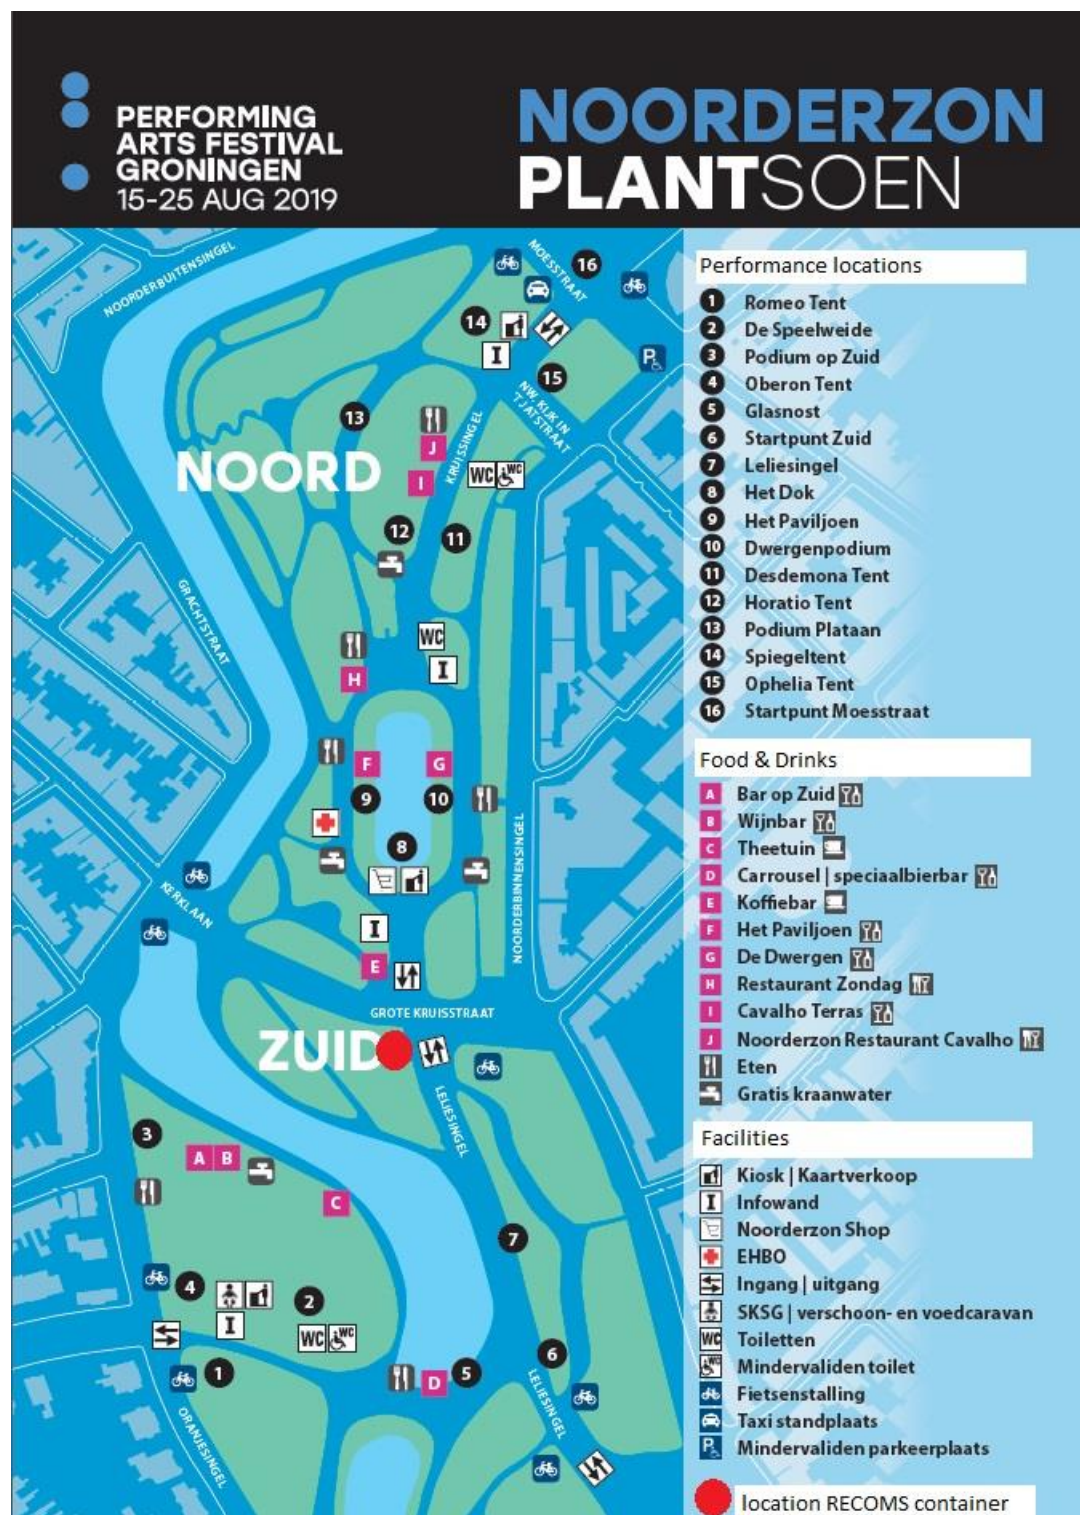 PERFORMING
ARTS FESTIVAL
GRONINGEN
15-25 AUG 2019
NOORDERZON
PLANTSOEN
NOORDERBUITENSINGEL
MOESSTRAAT
16
14
I
15
NW. KIJK IN
'T JATSTRAAT
P
13
J
KRUISSINGEL
NOORD
I
WC
WC
12
11
GRACHTSTRAAT
WC
I
H
F
G
9
10
8
NOORDERBINNENSINGEL
KERKLAAN
I
E
GROTE KRUISSTRAAT
ZUID
LELIESINGEL
3
A
B
C
7
4
2
I
WC
WC
1
6
D
5
LELIESINGEL
ORANJESINGEL
Performance locations
1 Romeo Tent
2 De Speelweide
3 Podium op Zuid
4 Oberon Tent
5 Glasnost
6 Startpunt Zuid
7 Leliesingel
8 Het Dok
9 Het Paviljoen
10 Dwergenpodium
11 Desdemona Tent
12 Horatio Tent
13 Podium Plataan
14 Spiegeltent
15 Ophelia Tent
16 Startpunt Moesstraat
Food & Drinks
A Bar op Zuid
B Wijnbar
C Theetuin
D Carrousel | speciaalbierbar
E Koffiebar
F Het Paviljoen
G De Dwergen
H Restaurant Zondag
I Cavalho Terras
J Noorderzon Restaurant Cavalho
Eten
Gratis kraanwater
Facilities
Kiosk | Kaartverkoop
I Infowand
Noorderzon Shop
EHBO
Ingang | uitgang
SKSG | verschoon- en voedcaravan
WC Toiletten
WC Mindervaliden toilet
Fietsenstalling
Taxi standplaats
P Mindervaliden parkeerplaats
location RECOMS container